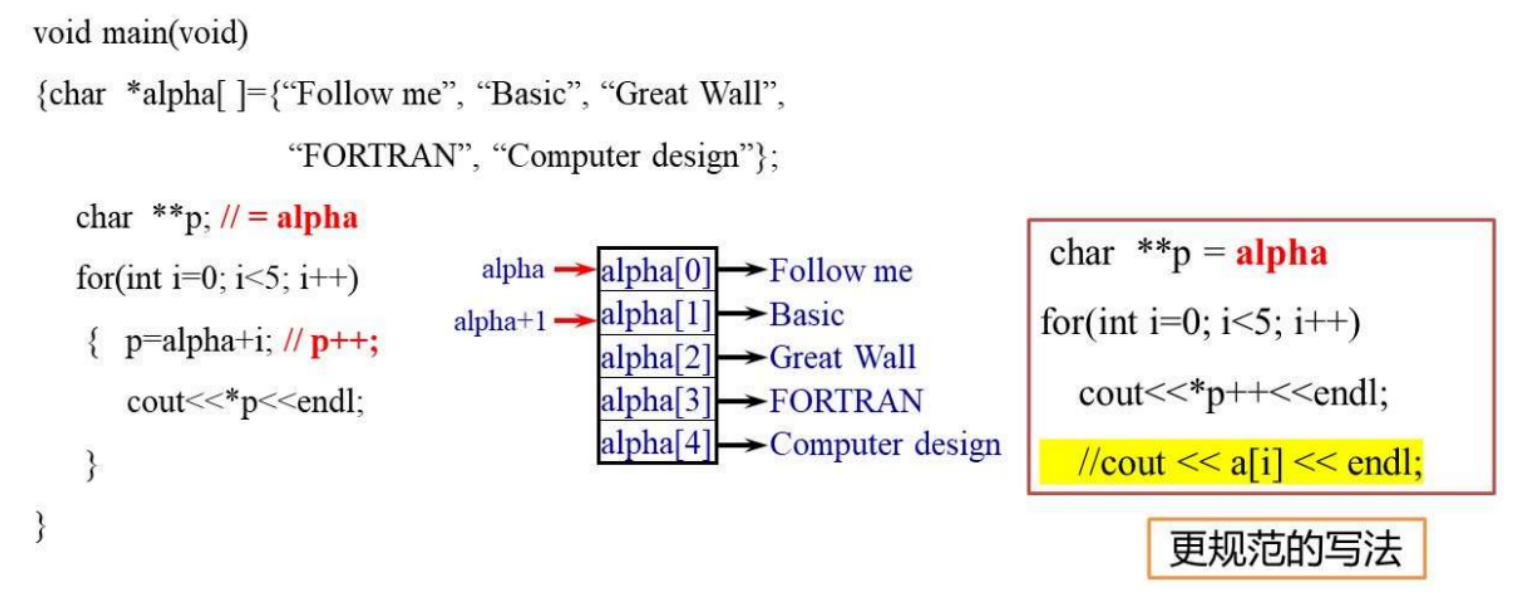 void main(void)
{char  *alpha[ ]={“Follow me”, “Basic”, “Great Wall”,
“FORTRAN”, “Computer design”};
char  **p; // = alpha
for(int i=0; i<5; i++)
{   p=alpha+i; // p++;
cout<<*p<<endl;
}
}
alpha
alpha+1
alpha[0]
alpha[1]
alpha[2]
alpha[3]
alpha[4]
Follow me
Basic
Great Wall
FORTRAN
Computer design
char  **p = alpha
for(int i=0; i<5; i++)
cout<<*p++<<endl;
//cout << a[i] << endl;
更规范的写法